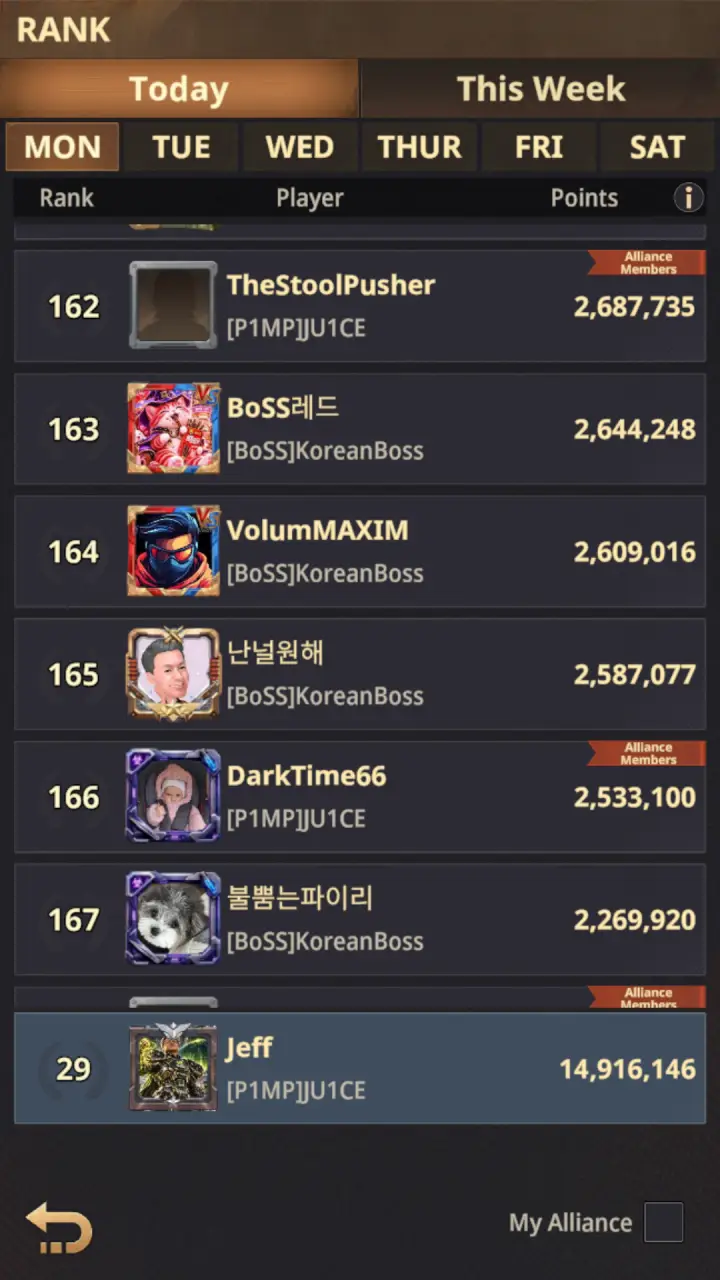 RANK
Today
This Week
MON TUE WED THUR FRI SAT
Rank Player Points i
Alliance Members
162 TheStoolPusher 2,687,735
[P1MP]JU1CE
163 BoSS레드 2,644,248
[BoSS]KoreanBoss
164 VolumMAXIM 2,609,016
[BoSS]KoreanBoss
165 난널원해 2,587,077
[BoSS]KoreanBoss
Alliance Members
166 DarkTime66 2,533,100
[P1MP]JU1CE
167 불뿜는파이리 2,269,920
[BoSS]KoreanBoss
Alliance Members
29 Jeff 14,916,146
[P1MP]JU1CE
My Alliance